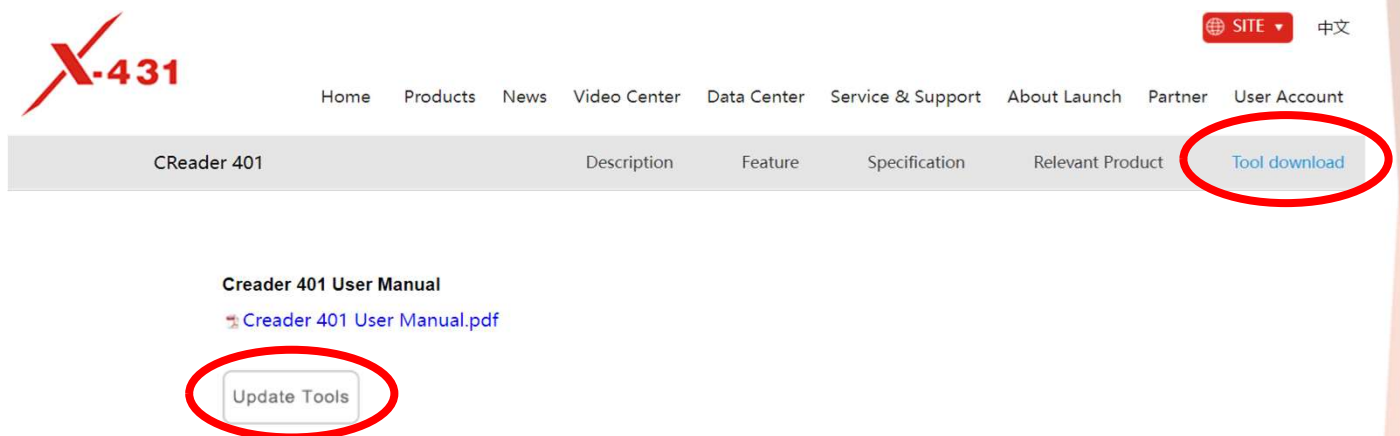 SITE 中文
X-431
Home Products News Video Center Data Center Service & Support About Launch Partner User Account
CReader 401 Description Feature Specification Relevant Product Tool download
Creader 401 User Manual
Creader 401 User Manual.pdf
Update Tools